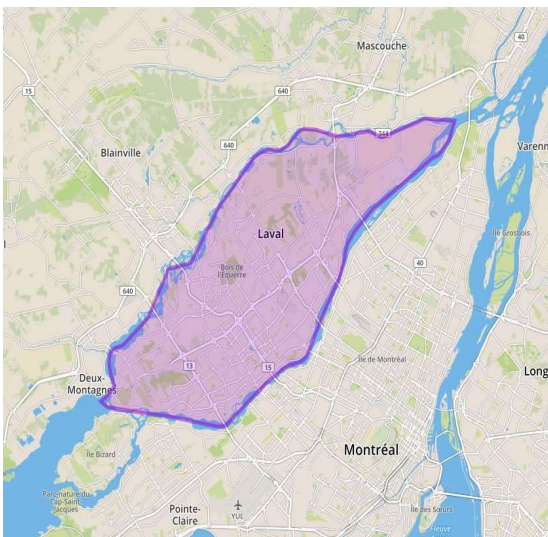 40
Mascouche
15
640
344
640
Blainville
Varenn
Laval
Île Grosbois
Bois de
l'Équerre
40
640
Île de Montréal
13
15
Deux-
Montagnes
Long
Montréal
Île Bizard
Parc-nature du
Cap-Saint
Jacques
Pointe-
Claire
YUL
Île des Sœurs
Fleuve